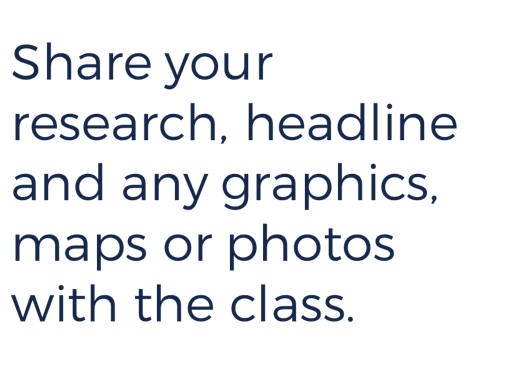 Share your
research, headline
and any graphics,
maps or photos
with the class.